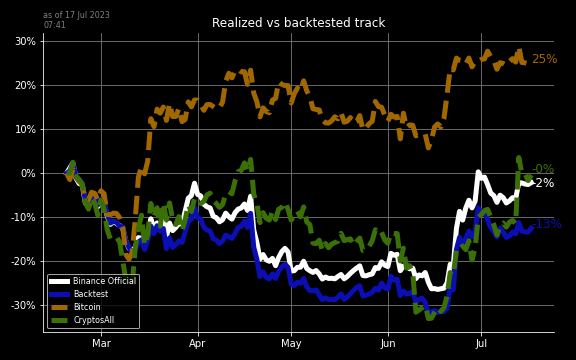 as of 17 Jul 2023
07:41
Realized vs backtested track
30%
20%
10%
0%
-10%
-20%
-30%
25%
-0%
-2%
-13%
Binance Official
Backtest
Bitcoin
CryptosAll
Mar
Apr
May
Jun
Jul